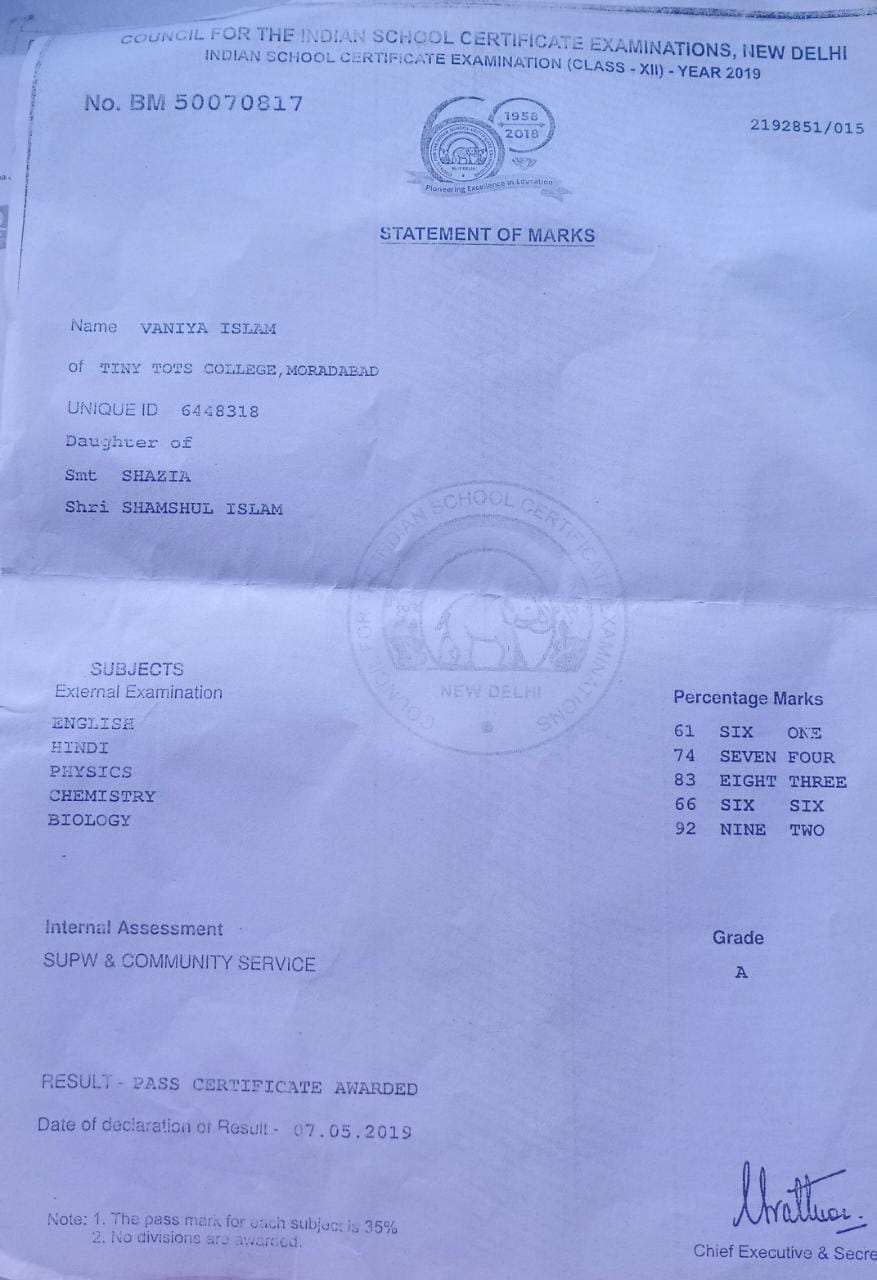 COUNCIL FOR THE INDIAN SCHOOL CERTIFICATE EXAMINATIONS, NEW DELHI
INDIAN SCHOOL CERTIFICATE EXAMINATION (CLASS - XII) - YEAR 2019
No. BM 50070817
1958
2018
2192851/015
Pioneering Excellence in Education
STATEMENT OF MARKS
Name VANIYA ISLAM
of TINY TOTS COLLEGE,MORADABAD
UNIQUE ID 6448318
Daughter of
Smt SHAZIA
Shri SHAMSHUL ISLAM
COUNCIL FOR THE INDIAN SCHOOL CERTIFICATE EXAMINATIONS
NEW DELHI
SUBJECTS
External Examination Percentage Marks
ENGLISH 61 SIX ONE
HINDI 74 SEVEN FOUR
PHYSICS 83 EIGHT THREE
CHEMISTRY 66 SIX SIX
BIOLOGY 92 NINE TWO
Internal Assessment Grade
SUPW & COMMUNITY SERVICE A
RESULT - PASS CERTIFICATE AWARDED
Date of declaration of Result - 07.05.2019
Note: 1. The pass mark for each subject is 35%
2. No divisions are awarded.
Chief Executive & Secre